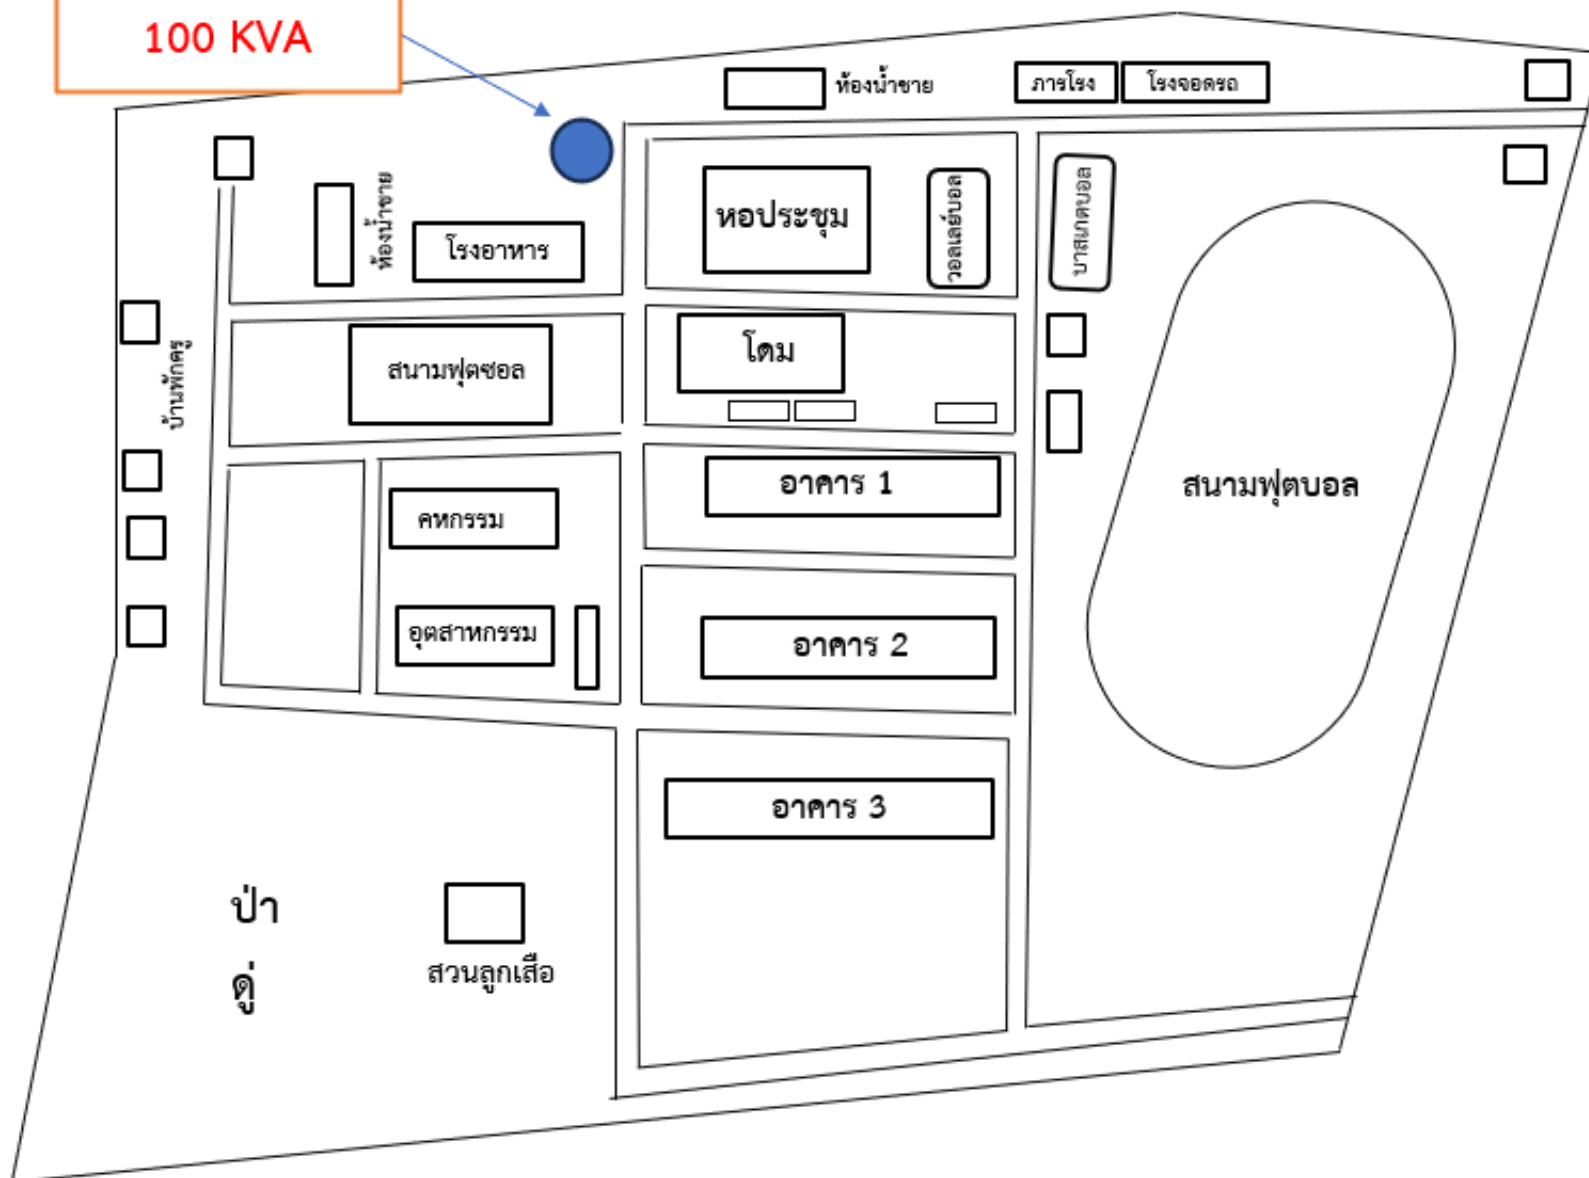 100 KVA
ห้องน้ำชาย
ภารโรง
โรงจอดรถ
ห้องน้ำชาย
โรงอาหาร
หอประชุม
วอลเลย์บอล
บาสเกตบอล
บ้านพักครู
สนามฟุตซอล
โดม
คหกรรม
อาคาร 1
สนามฟุตบอล
อุตสาหกรรม
อาคาร 2
อาคาร 3
ป่า
ดู่
สวนลูกเสือ